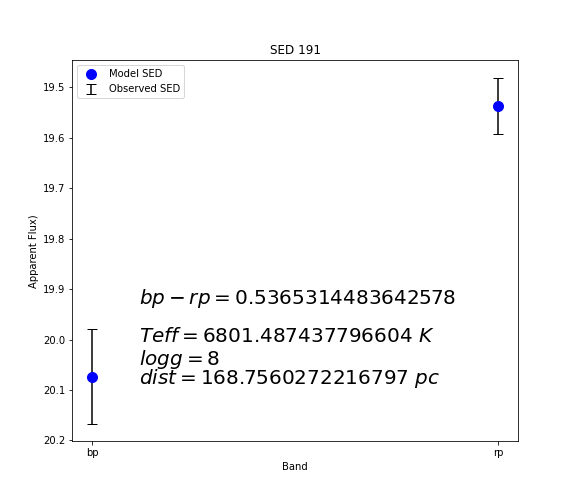 SED 191
Model SED
Observed SED
19.5
19.6
19.7
19.8
19.9
20.0
20.1
20.2
Apparent Flux)
bp − rp = 0.5365314483642578
Teff = 6801.487437796604 K
logg = 8
dist = 168.7560272216797 pc
bp
rp
Band